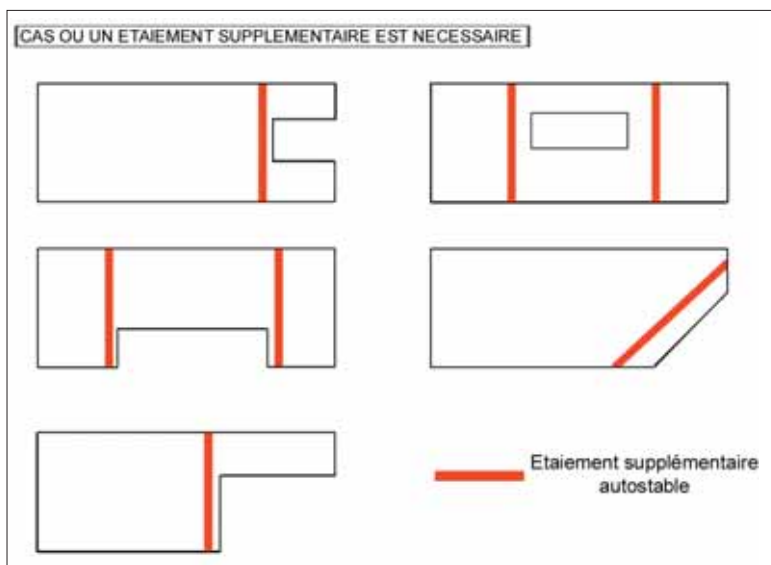 CAS OU UN ETAIEMENT SUPPLEMENTAIRE EST NECESSAIRE
Etaiement supplémentaire
autostable